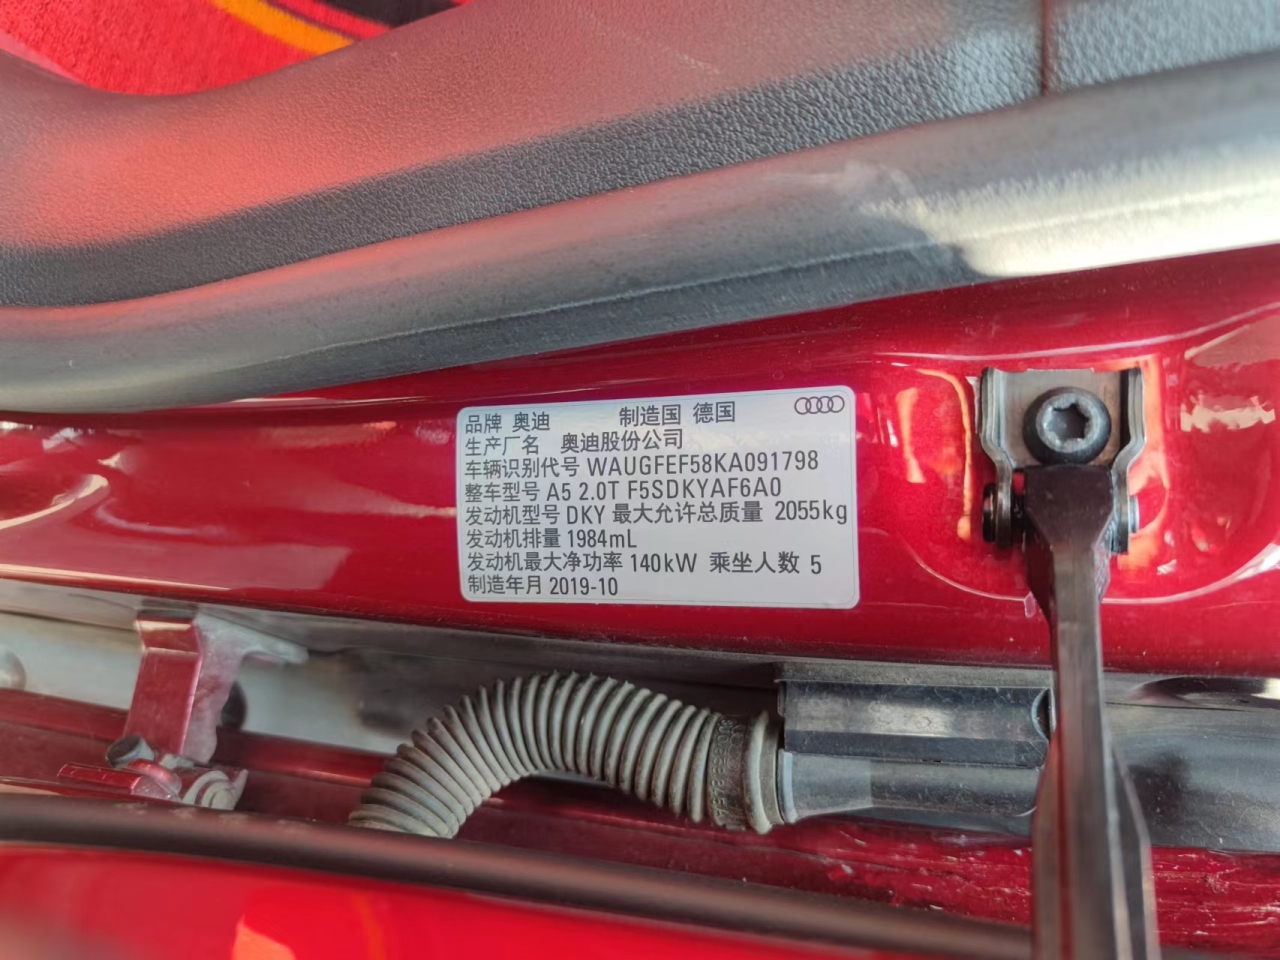 品牌 奥迪 制造国 德国
生产厂名 奥迪股份公司
车辆识别代号 WAUGFEF58KA091798
整车型号 A5 2.0T F5SDKYAF6A0
发动机型号 DKY 最大允许总质量 2055kg
发动机排量 1984mL
发动机最大净功率 140kW 乘坐人数 5
制造年月 2019-10